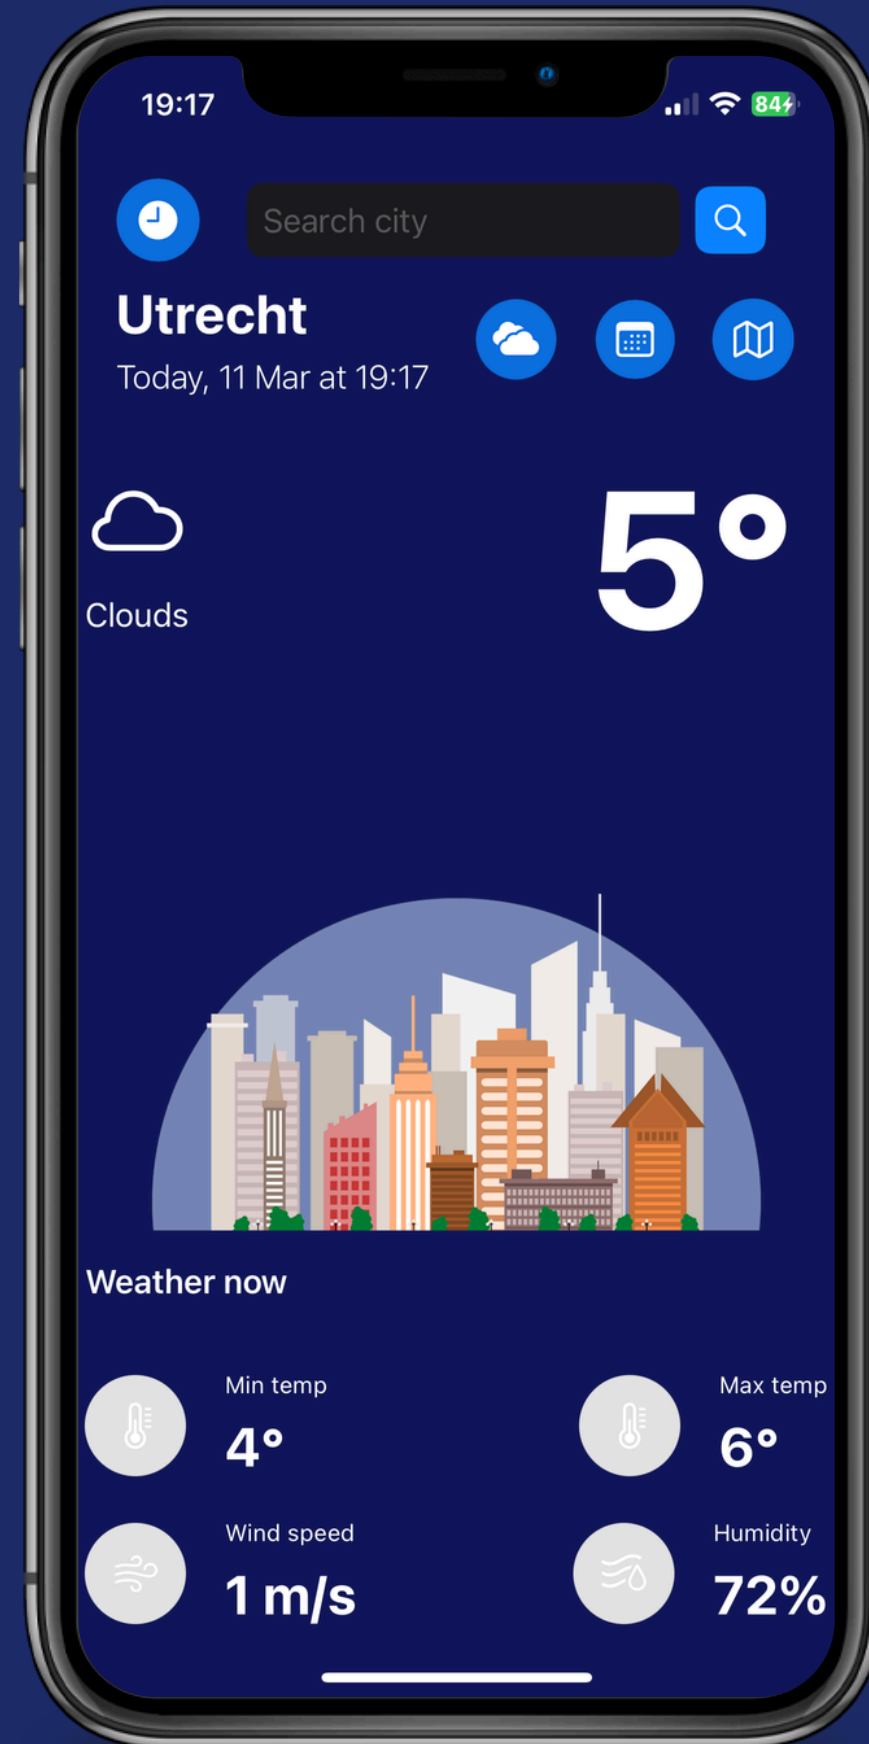 19:17
84
Search city
Utrecht
Today, 11 Mar at 19:17
5°
Clouds
Weather now
Min temp
4°
Max temp
6°
Wind speed
1 m/s
Humidity
72%